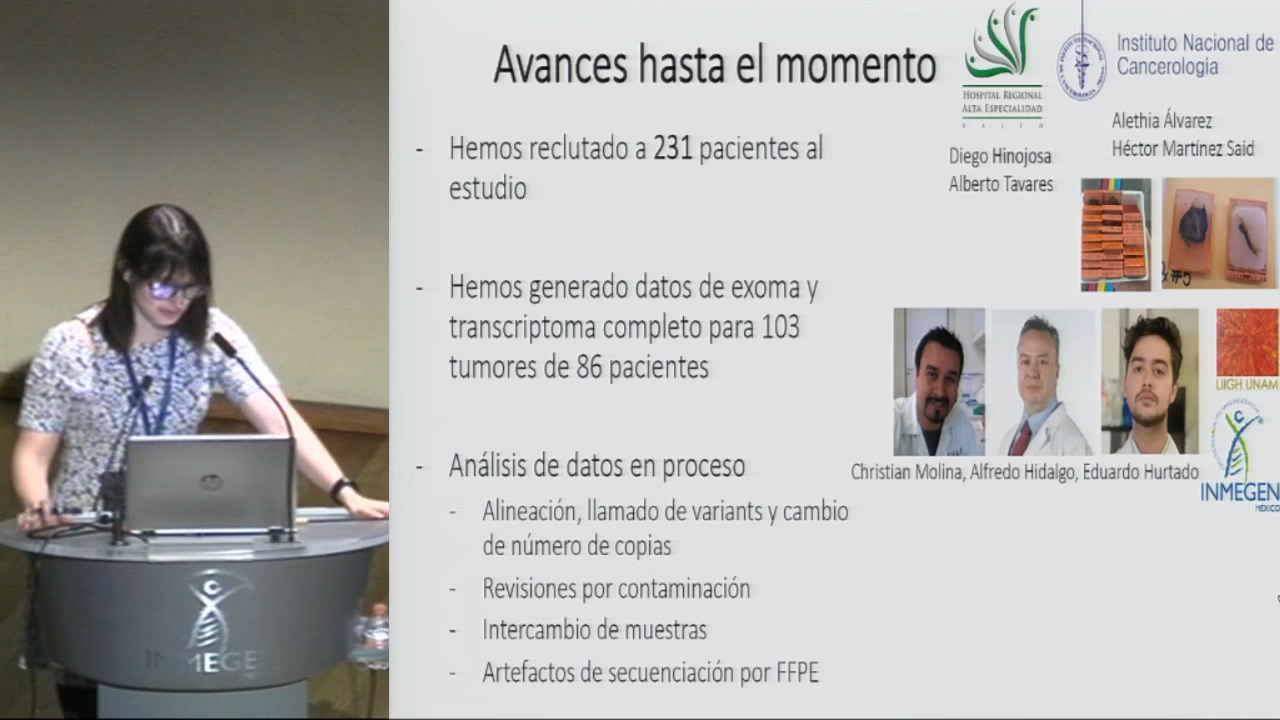 Avances hasta el momento
HOSPITAL REGIONAL
ALTA ESPECIALIDAD
BAJÍO
Instituto Nacional de
Cancerología
Alethia Álvarez
Héctor Martínez Said
Diego Hinojosa
Alberto Tavares
- Hemos reclutado a 231 pacientes al
estudio
- Hemos generado datos de exoma y
transcriptoma completo para 103
tumores de 86 pacientes
LIIGH UNAM
Christian Molina, Alfredo Hidalgo, Eduardo Hurtado
INMEGEN
MÉXICO
- Análisis de datos en proceso
- Alineación, llamado de variants y cambio
de número de copias
- Revisiones por contaminación
- Intercambio de muestras
- Artefactos de secuenciación por FFPE
hp
INMEGE